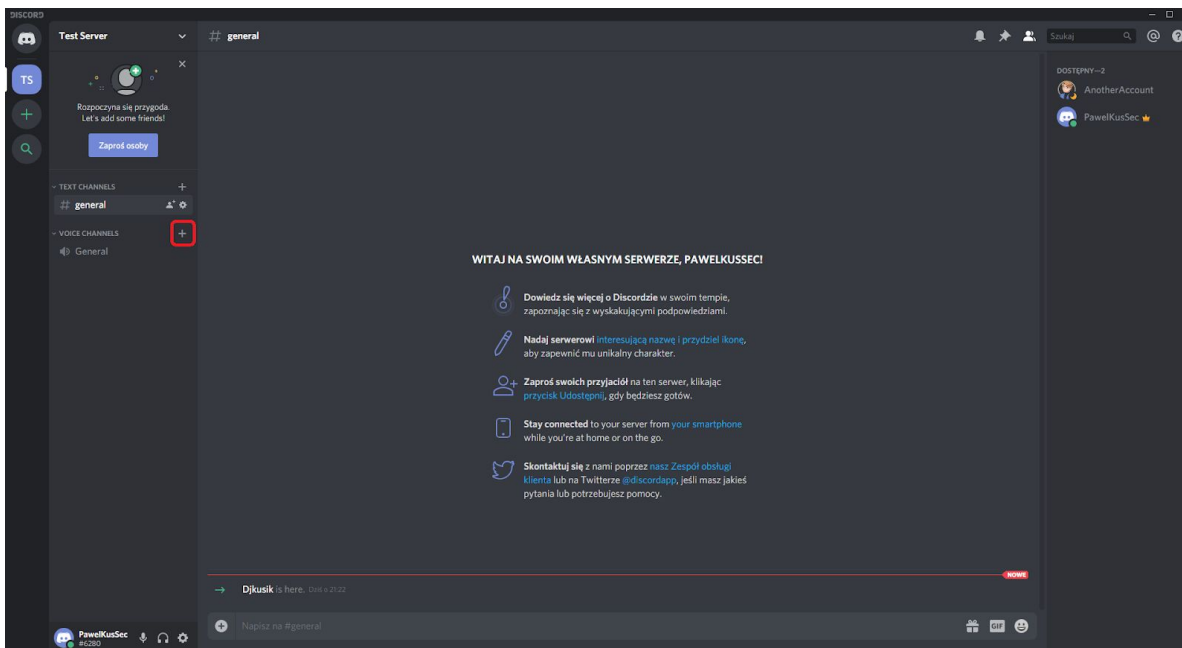 DISCORD
Test Server
# general
Szukaj
TS
Rozpoczyna się przygoda.
Let's add some friends!
Zaproś osoby
TEXT CHANNELS
# general
VOICE CHANNELS
General
WITAJ NA SWOIM WŁASNYM SERWERZE, PAWELKUSSEC!
Dowiedz się więcej o Discordzie w swoim tempie,
zapoznając się z wyskakującymi podpowiedziami.
Nadaj serwerowi interesującą nazwę i przydziel ikonę,
aby zapewnić mu unikalny charakter.
Zaproś swoich przyjaciół na ten serwer, klikając
przycisk Udostępnij, gdy będziesz gotów.
Stay connected to your server from your smartphone
while you're at home or on the go.
Skontaktuj się z nami poprzez nasz Zespół obsługi
klienta lub na Twitterze @discordapp, jeśli masz jakieś
pytania lub potrzebujesz pomocy.
NOWE
Djkusik is here. Dziś o 21:22
Napisz na #general
GIF
PawelKusSec
#6280
DOSTĘPNY—2
AnotherAccount
PawelKusSec